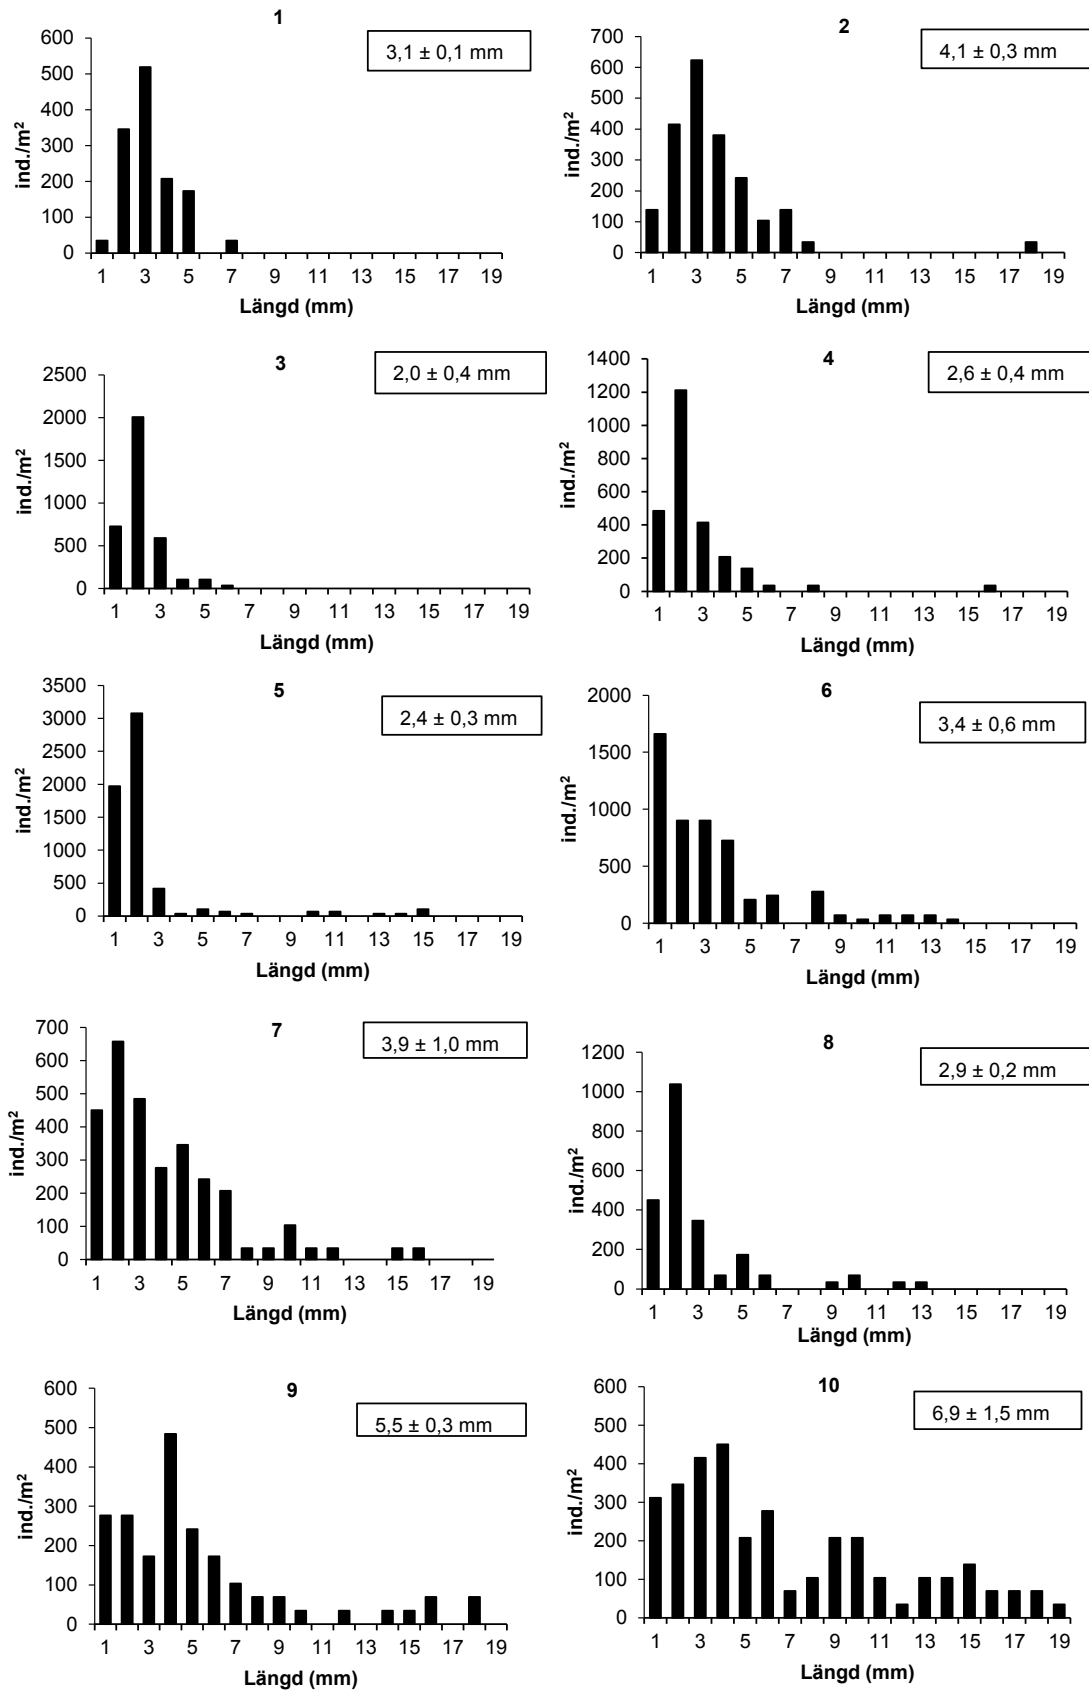 1
3,1 ± 0,1 mm
600
500
400
300
200
100
0
ind./m²
1 3 5 7 9 11 13 15 17 19
Längd (mm)
2
4,1 ± 0,3 mm
700
600
500
400
300
200
100
0
ind./m²
1 3 5 7 9 11 13 15 17 19
Längd (mm)
3
2,0 ± 0,4 mm
2500
2000
1500
1000
500
0
ind./m²
1 3 5 7 9 11 13 15 17 19
Längd (mm)
4
2,6 ± 0,4 mm
1400
1200
1000
800
600
400
200
0
ind./m²
1 3 5 7 9 11 13 15 17 19
Längd (mm)
5
2,4 ± 0,3 mm
3500
3000
2500
2000
1500
1000
500
0
ind./m²
1 3 5 7 9 11 13 15 17 19
Längd (mm)
6
3,4 ± 0,6 mm
2000
1500
1000
500
0
ind./m²
1 3 5 7 9 11 13 15 17 19
Längd (mm)
7
3,9 ± 1,0 mm
700
600
500
400
300
200
100
0
ind./m²
1 3 5 7 9 11 13 15 17 19
Längd (mm)
8
2,9 ± 0,2 mm
1200
1000
800
600
400
200
0
ind./m²
1 3 5 7 9 11 13 15 17 19
Längd (mm)
9
5,5 ± 0,3 mm
600
500
400
300
200
100
0
ind./m²
1 3 5 7 9 11 13 15 17 19
Längd (mm)
10
6,9 ± 1,5 mm
600
500
400
300
200
100
0
ind./m²
1 3 5 7 9 11 13 15 17 19
Längd (mm)